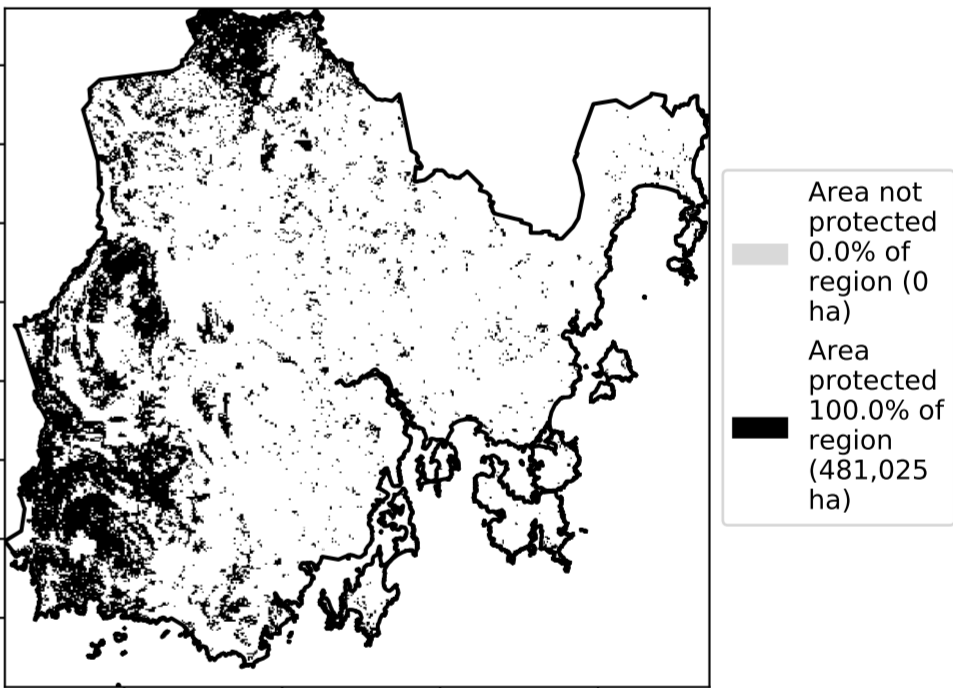 Area not
protected
0.0% of
region (0
ha)
Area
protected
100.0% of
region
(481,025
ha)